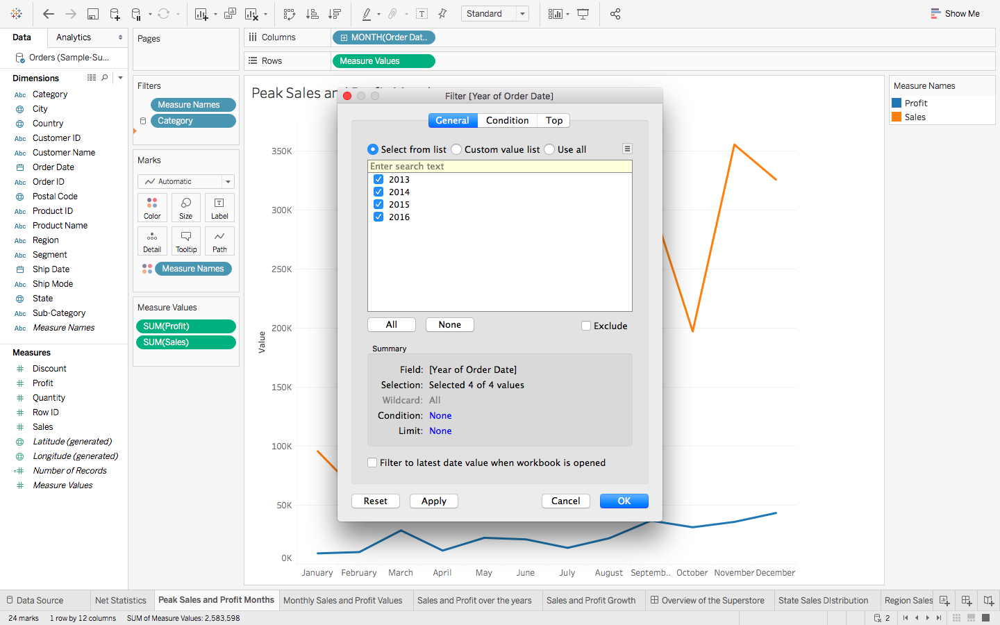 Standard
Show Me
Data
Analytics
Orders (Sample-Su...
Dimensions
Abc Category
City
Country
Abc Customer ID
Abc Customer Name
Order Date
Abc Order ID
Postal Code
Abc Product ID
Abc Product Name
Abc Region
Abc Segment
Ship Date
Abc Ship Mode
State
Abc Sub-Category
Abc Measure Names
Measures
Discount
Profit
Quantity
Row ID
Sales
Latitude (generated)
Longitude (generated)
Number of Records
Measure Values
Pages
Filters
Measure Names
Category
Marks
Automatic
Color Size Label
Detail Tooltip Path
Measure Names
Measure Values
SUM(Profit)
SUM(Sales)
Columns
MONTH(Order Dat..
Rows
Measure Values
Peak Sales an
350K
300K
250K
200K
150K
100K
50K
0K
Value
January February March April May June July August Septemb.. October November December
Filter [Year of Order Date]
General Condition Top
Select from list Custom value list Use all
Enter search text
2013
2014
2015
2016
All None Exclude
Summary
Field: [Year of Order Date]
Selection: Selected 4 of 4 values
Wildcard: All
Condition: None
Limit: None
Filter to latest date value when workbook is opened
Reset Apply Cancel OK
Measure Names
Profit
Sales
Data Source Net Statistics Peak Sales and Profit Months Monthly Sales and Profit Values Sales and Profit over the years Sales and Profit Growth Overview of the Superstore State Sales DIstribution Region Sales
24 marks 1 row by 12 columns SUM of Measure Values: 2,583,598 2